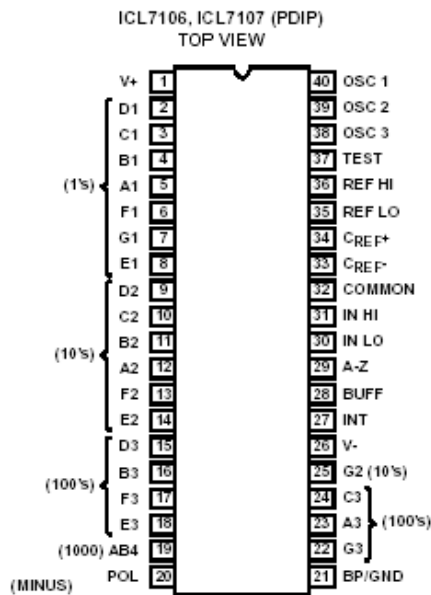 ICL7106, ICL7107 (PDIP)
TOP VIEW
V+ 1 40 OSC 1
D1 2 39 OSC 2
C1 3 38 OSC 3
B1 4 37 TEST
(1's) A1 5 36 REF HI
F1 6 35 REF LO
G1 7 34 CREF+
E1 8 33 CREF-
D2 9 32 COMMON
C2 10 31 IN HI
(10's) B2 11 30 IN LO
A2 12 29 A-Z
F2 13 28 BUFF
E2 14 27 INT
D3 15 26 V-
(100's) B3 16 25 G2 (10's)
F3 17 24 C3
E3 18 23 A3 (100's)
(1000) AB4 19 22 G3
(MINUS) POL 20 21 BP/GND